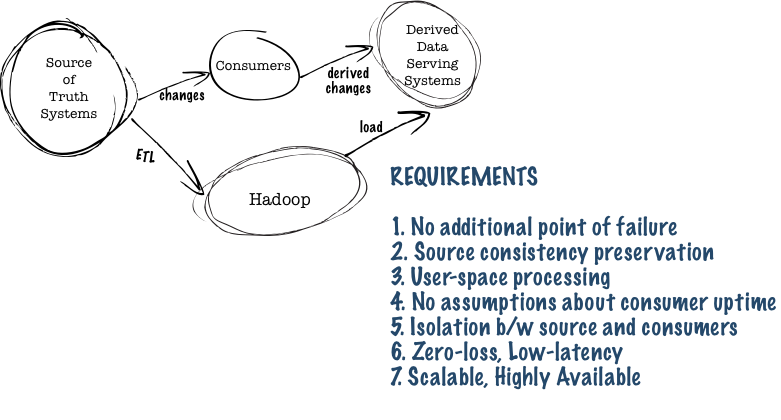 Source
of
Truth
Systems
changes
Consumers
derived
changes
Derived
Data
Serving
Systems
ETL
Hadoop
load
REQUIREMENTS
1. No additional point of failure
2. Source consistency preservation
3. User-space processing
4. No assumptions about consumer uptime
5. Isolation b/w source and consumers
6. Zero-loss, Low-latency
7. Scalable, Highly Available